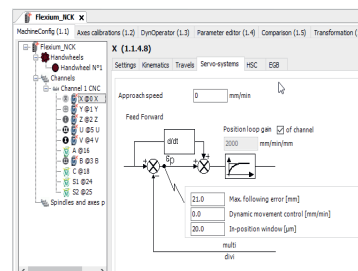 Flexium_NCK x
MachineConfig (1.1) Axes calibrations (1.2) DynOperator (1.3) Parameter editor (1.4) Comparison (1.5) Transformation (
Flexium_NCK
Handwheels
Handwheel N°1
Channels
Channel 1 CNC
X @0 X
Y @1 Y
Z @2 Z
U @5 U
V @4 V
A @16
B @3 B
C @18
S1 @24
S2 @25
Spindles and axes p
X (1.1.4.8)
Settings Kinematics Travels Servo-systems HSC EGB
Approach speed 0 mm/min
Feed Forward
Position loop gain of channel
d/dt
2000 mm/min/mm
21.0 Max. following error [mm]
0.0 Dynamic movement control [mm/min]
20.0 In-position window [µm]
multi
divi